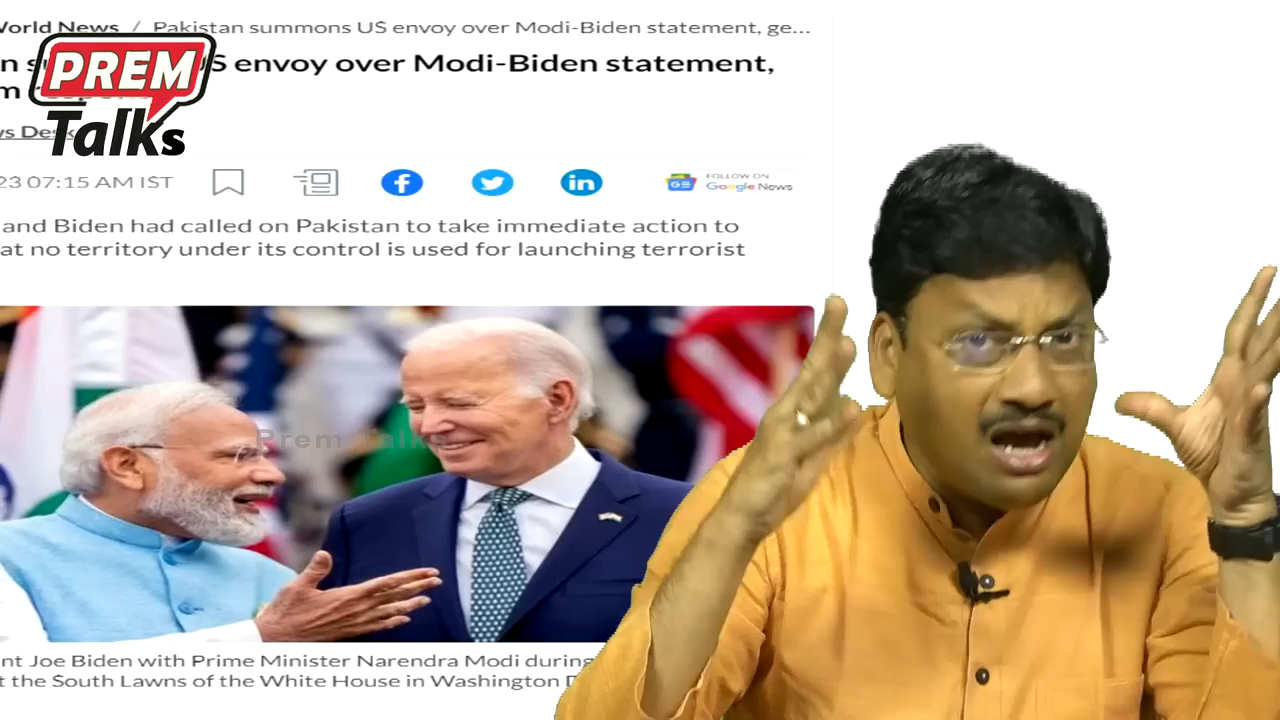 World News / Pakistan summons US envoy over Modi-Biden statement, ge...
PREM
Talks
US envoy over Modi-Biden statement,
ws Desk
23 07:15 AM IST
FOLLOW ON
Google News
and Biden had called on Pakistan to take immediate action to
at no territory under its control is used for launching terrorist
Prem Talks
nt Joe Biden with Prime Minister Narendra Modi during
t the South Lawns of the White House in Washington D